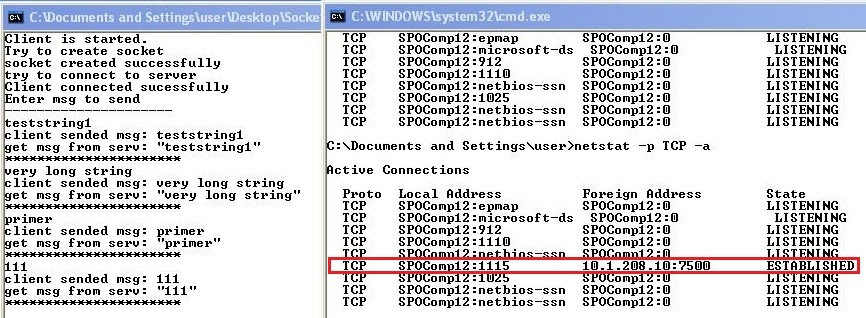 C:\Documents and Settings\user\Desktop\Socket
Client is started.
Try to create socket
socket created successfully
try to connect to server
Client connected sucessfully
Enter msg to send
----------------------
teststring1
client sended msg: teststring1
get msg from serv: "teststring1"
***********************
very long string
client sended msg: very long string
get msg from serv: "very long string"
***********************
primer
client sended msg: primer
get msg from serv: "primer"
***********************
111
client sended msg: 111
get msg from serv: "111"
***********************
C:\WINDOWS\system32\cmd.exe
TCP SPOComp12:epmap SPOComp12:0 LISTENING
TCP SPOComp12:microsoft-ds SPOComp12:0 LISTENING
TCP SPOComp12:912 SPOComp12:0 LISTENING
TCP SPOComp12:1110 SPOComp12:0 LISTENING
TCP SPOComp12:netbios-ssn SPOComp12:0 LISTENING
TCP SPOComp12:1025 SPOComp12:0 LISTENING
TCP SPOComp12:netbios-ssn SPOComp12:0 LISTENING
C:\Documents and Settings\user>netstat -p TCP -a
Active Connections
Proto Local Address Foreign Address State
TCP SPOComp12:epmap SPOComp12:0 LISTENING
TCP SPOComp12:microsoft-ds SPOComp12:0 LISTENING
TCP SPOComp12:912 SPOComp12:0 LISTENING
TCP SPOComp12:1110 SPOComp12:0 LISTENING
TCP SPOComp12:netbios-ssn SPOComp12:0 LISTENING
TCP SPOComp12:1115 10.1.208.10:7500 ESTABLISHED
TCP SPOComp12:1025 SPOComp12:0 LISTENING
TCP SPOComp12:netbios-ssn SPOComp12:0 LISTENING